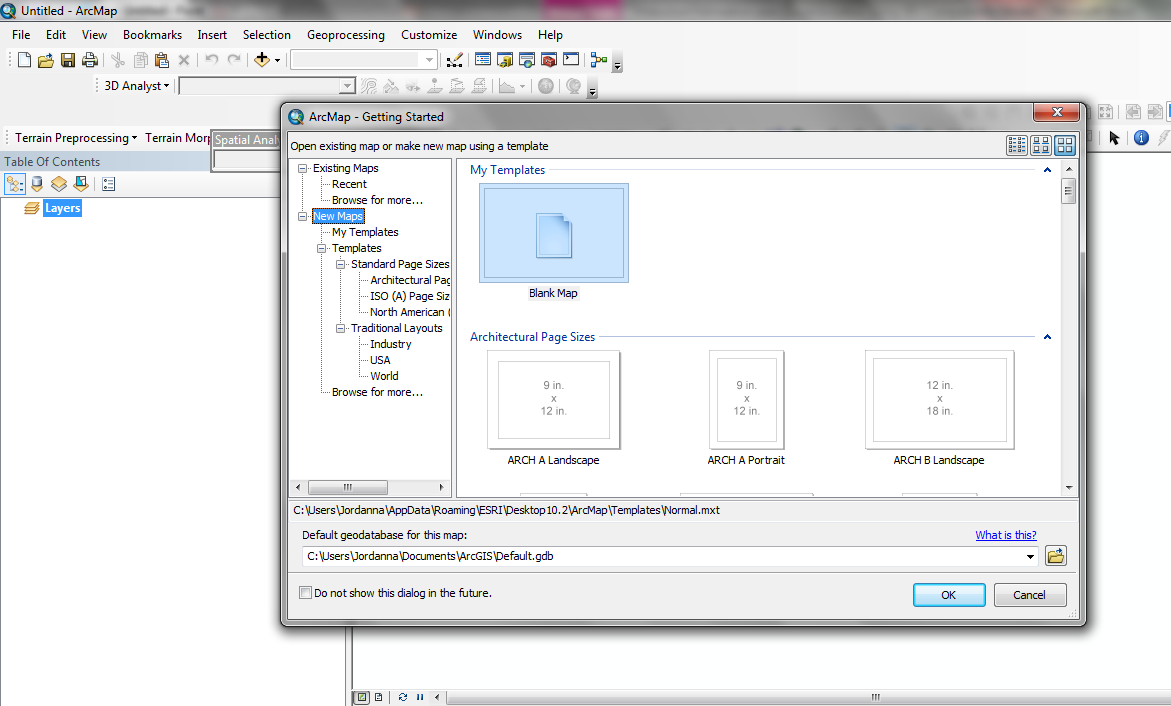 Untitled - ArcMap
File Edit View Bookmarks Insert Selection Geoprocessing Customize Windows Help
3D Analyst
Terrain Preprocessing Terrain Morp
Spatial Anal
Table Of Contents
Layers
ArcMap - Getting Started
X
Open existing map or make new map using a template
Existing Maps
Recent
Browse for more...
New Maps
My Templates
Templates
Standard Page Sizes
Architectural Pag
ISO (A) Page Siz
North American (
Traditional Layouts
Industry
USA
World
Browse for more...
My Templates
Blank Map
Architectural Page Sizes
9 in.
x
12 in.
ARCH A Landscape
9 in.
x
12 in.
ARCH A Portrait
12 in.
x
18 in.
ARCH B Landscape
C:\Users\Jordanna\AppData\Roaming\ESRI\Desktop10.2\ArcMap\Templates\Normal.mxt
Default geodatabase for this map:
What is this?
C:\Users\Jordanna\Documents\ArcGIS\Default.gdb
Do not show this dialog in the future.
OK
Cancel